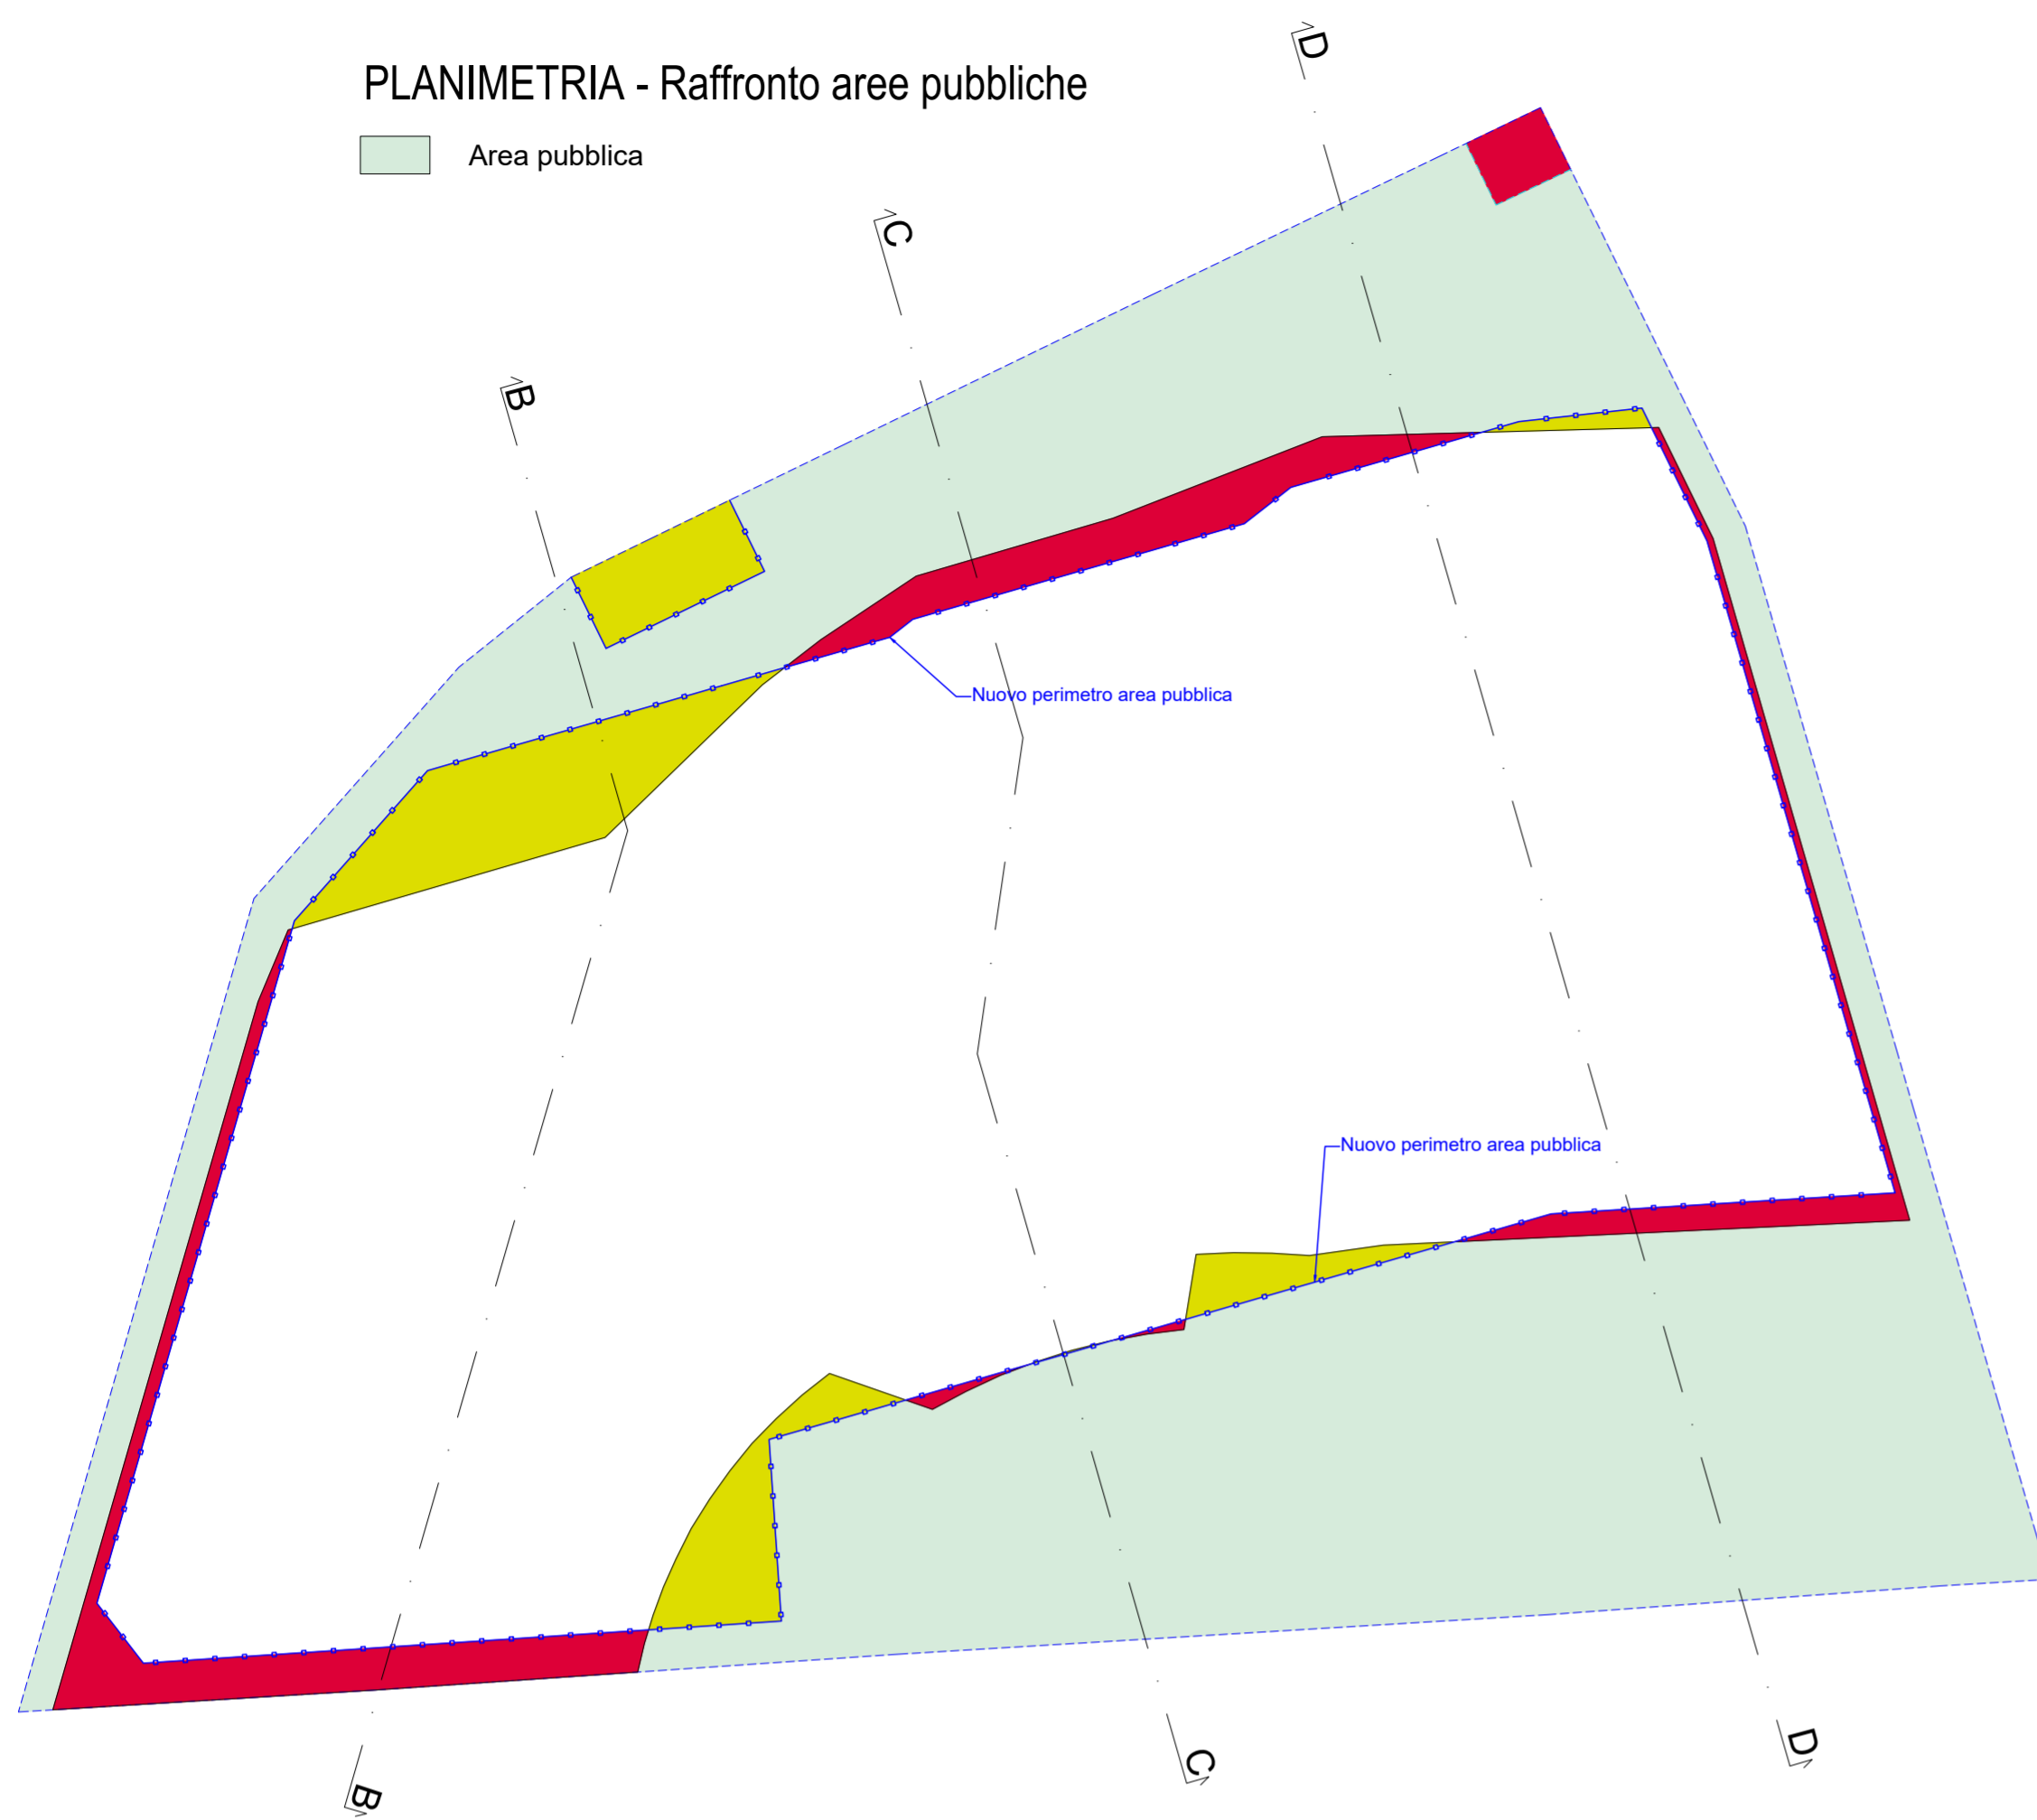 PLANIMETRIA - Raffronto aree pubbliche
Area pubblica
D
C
B
Nuovo perimetro area pubblica
Nuovo perimetro area pubblica
D
C
B